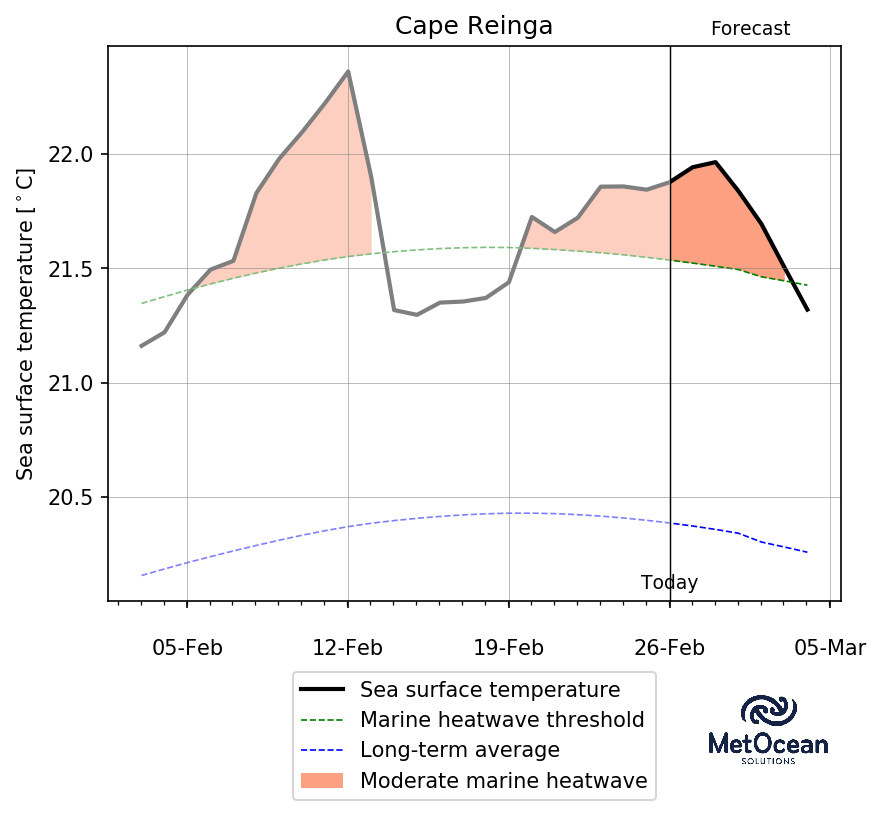 Cape Reinga
Forecast
Sea surface temperature [°C]
22.0
21.5
21.0
20.5
Today
05-Feb
12-Feb
19-Feb
26-Feb
05-Mar
Sea surface temperature
Marine heatwave threshold
Long-term average
Moderate marine heatwave
MetOcean
SOLUTIONS